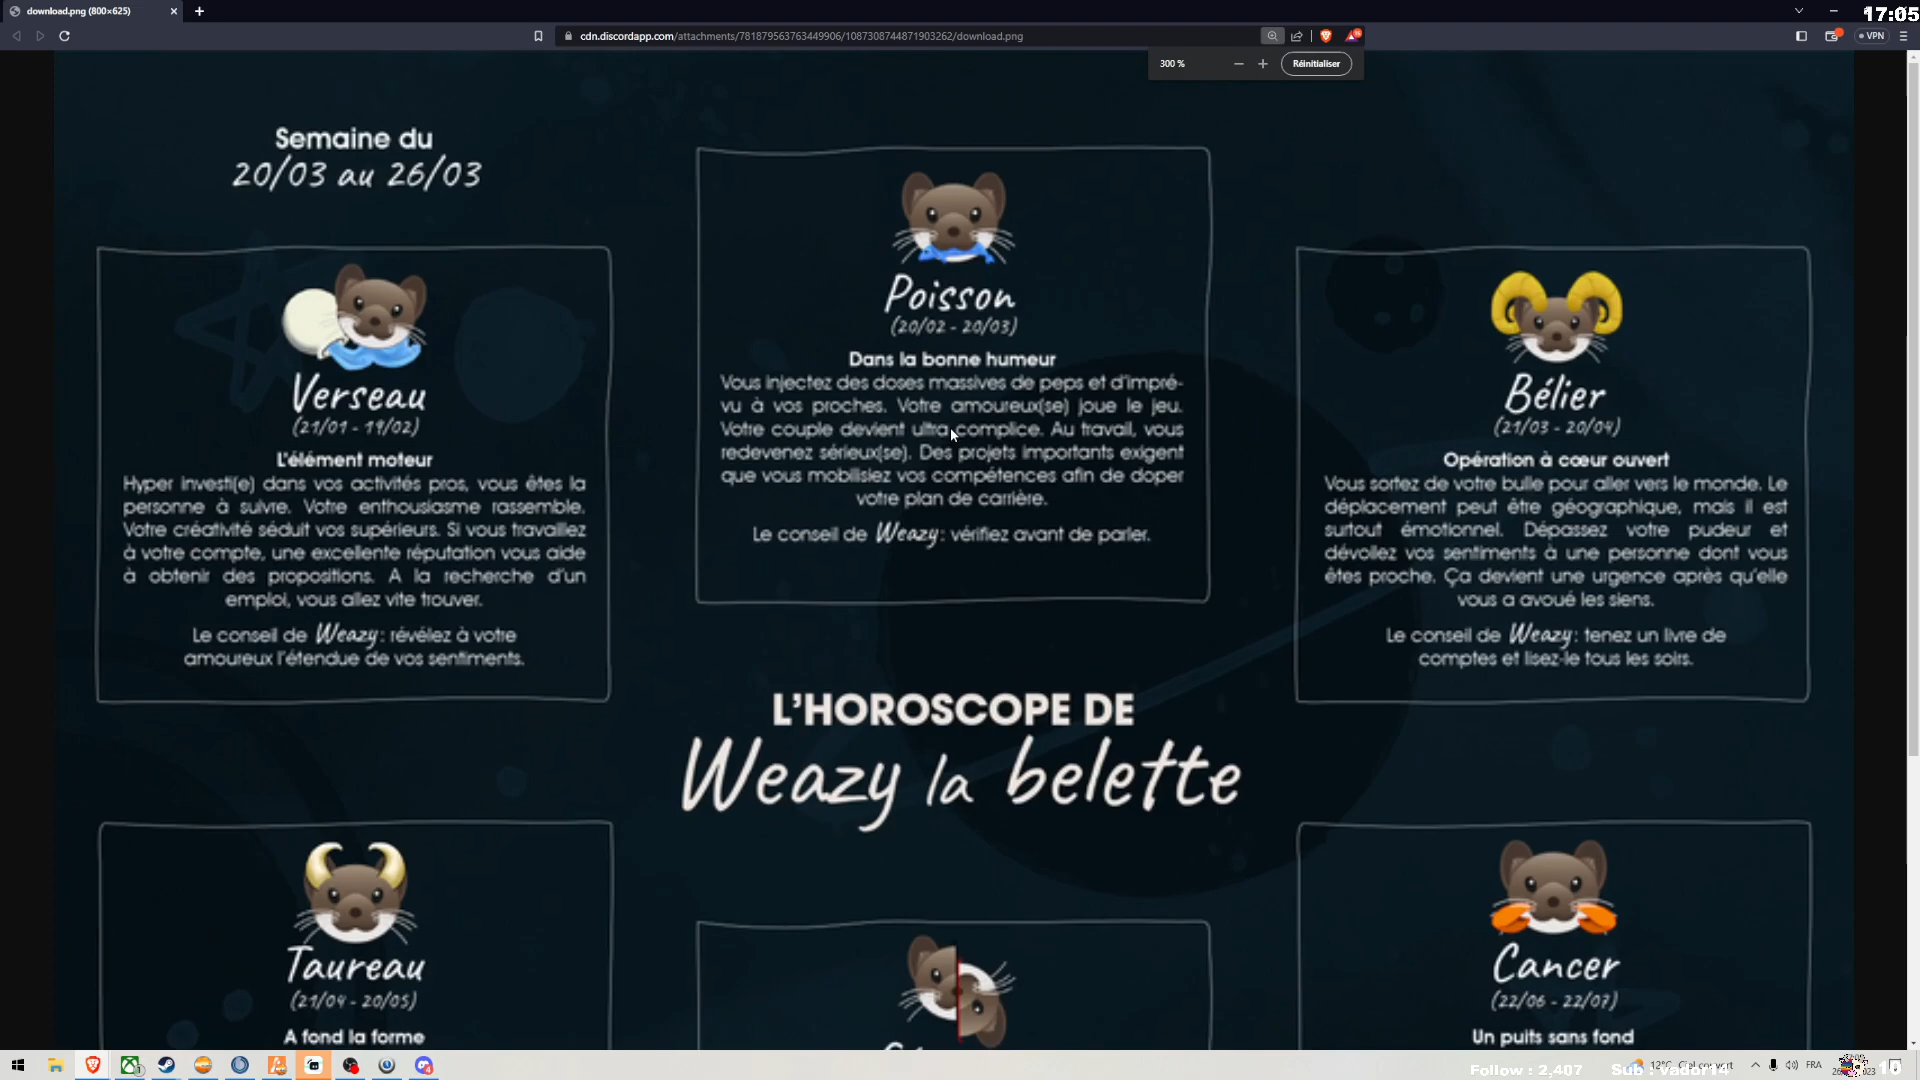 download.png (800×625)
17:05
cdn.discordapp.com/attachments/781879563763449906/1087308744871903262/download.png
VPN
300 %
Réinitialiser
Semaine du
20/03 au 26/03
Verseau
(21/01 - 19/02)
L'élément moteur
Hyper investi(e) dans vos activités pros, vous êtes la
personne à suivre. Votre enthousiasme rassemble.
Votre créativité séduit vos supérieurs. Si vous travaillez
à votre compte, une excellente réputation vous aide
à obtenir des propositions. A la recherche d'un
emploi, vous allez vite trouver.
Le conseil de Weazy: révélez à votre
amoureux l'étendue de vos sentiments.
Poisson
(20/02 - 20/03)
Dans la bonne humeur
Vous injectez des doses massives de peps et d'impré-
vu à vos proches. Votre amoureux(se) joue le jeu.
Votre couple devient ultra complice. Au travail, vous
redevenez sérieux(se). Des projets importants exigent
que vous mobilisiez vos compétences afin de doper
votre plan de carrière.
Le conseil de Weazy: vérifiez avant de parler.
Bélier
(21/03 - 20/04)
Opération à cœur ouvert
Vous sortez de votre bulle pour aller vers le monde. Le
déplacement peut être géographique, mais il est
surtout émotionnel. Dépassez votre pudeur et
dévoilez vos sentiments à une personne dont vous
êtes proche. Ça devient une urgence après qu'elle
vous a avoué les siens.
Le conseil de Weazy: tenez un livre de
comptes et lisez-le tous les soirs.
L'HOROSCOPE DE
Weazy la belette
Taureau
(21/04 - 20/05)
A fond la forme
Cancer
(22/06 - 22/07)
Un puits sans fond
12°C Ciel couvert
FRA
Follow : 2,407
Sub : vador14